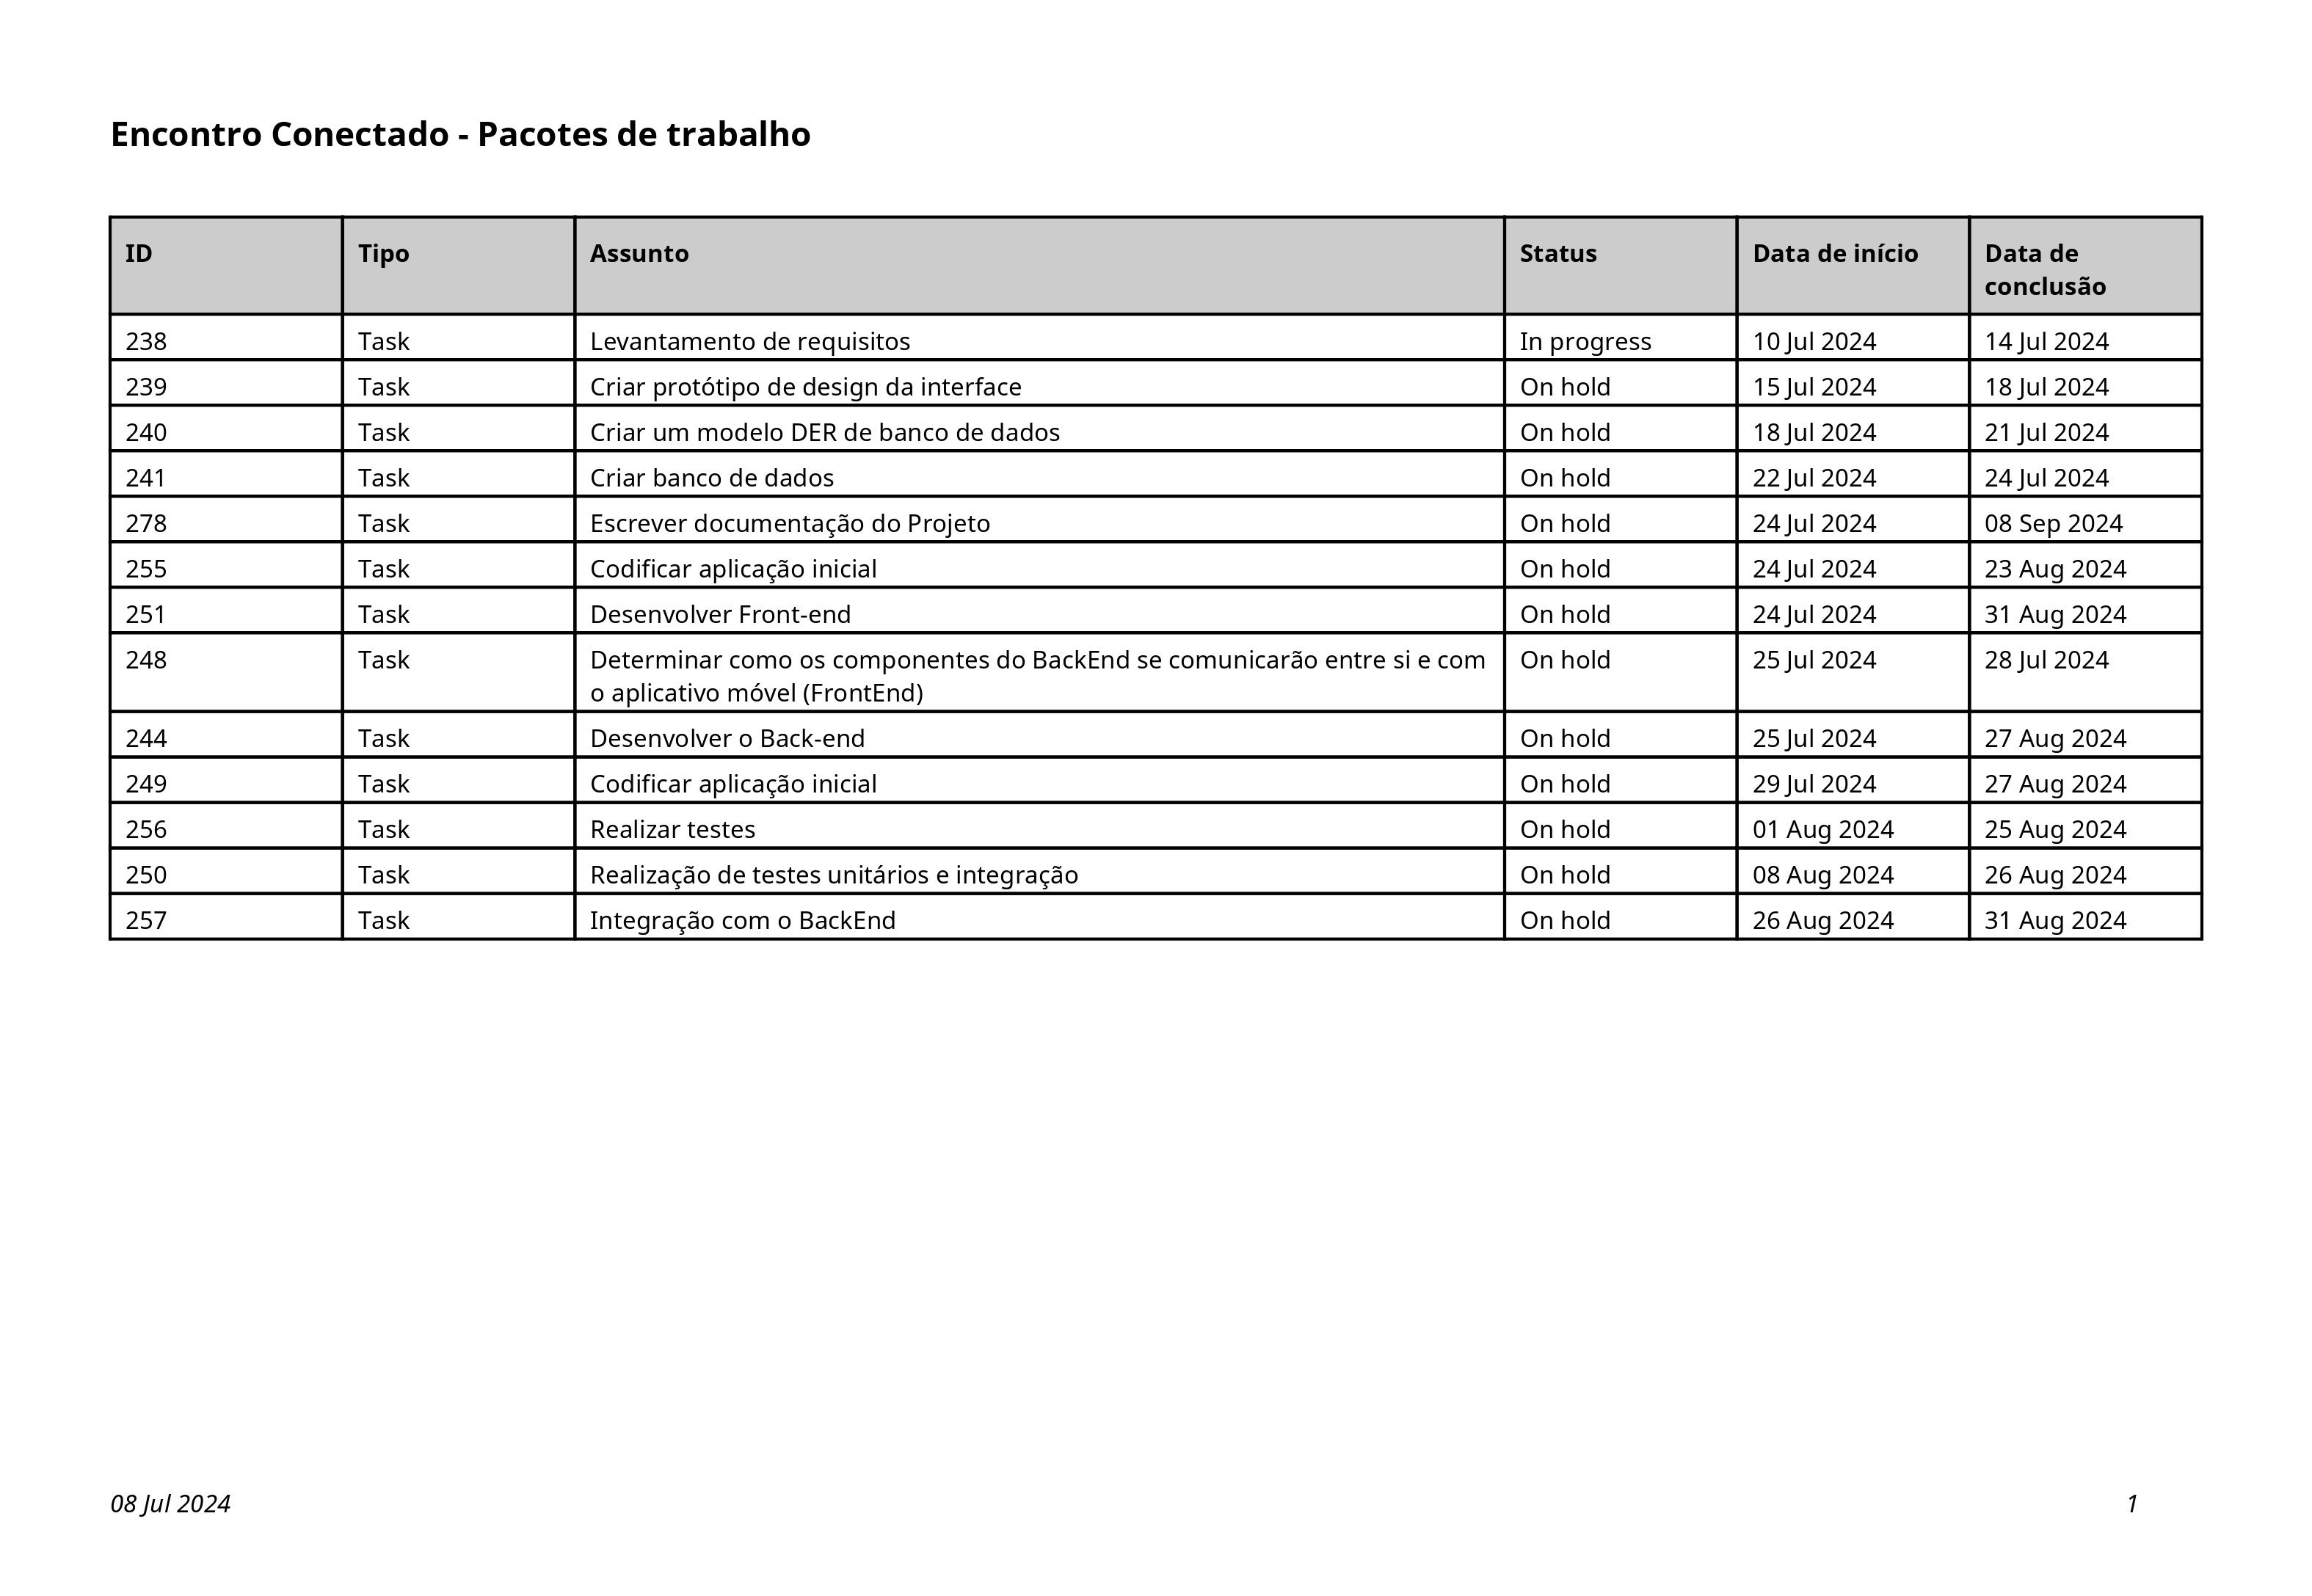 Encontro Conectado - Pacotes de trabalho
ID Tipo Assunto Status Data de início Data de
conclusão
238 Task Levantamento de requisitos In progress 10 Jul 2024 14 Jul 2024
239 Task Criar protótipo de design da interface On hold 15 Jul 2024 18 Jul 2024
240 Task Criar um modelo DER de banco de dados On hold 18 Jul 2024 21 Jul 2024
241 Task Criar banco de dados On hold 22 Jul 2024 24 Jul 2024
278 Task Escrever documentação do Projeto On hold 24 Jul 2024 08 Sep 2024
255 Task Codificar aplicação inicial On hold 24 Jul 2024 23 Aug 2024
251 Task Desenvolver Front-end On hold 24 Jul 2024 31 Aug 2024
248 Task Determinar como os componentes do BackEnd se comunicarão entre si e com On hold 25 Jul 2024 28 Jul 2024
o aplicativo móvel (FrontEnd)
244 Task Desenvolver o Back-end On hold 25 Jul 2024 27 Aug 2024
249 Task Codificar aplicação inicial On hold 29 Jul 2024 27 Aug 2024
256 Task Realizar testes On hold 01 Aug 2024 25 Aug 2024
250 Task Realização de testes unitários e integração On hold 08 Aug 2024 26 Aug 2024
257 Task Integração com o BackEnd On hold 26 Aug 2024 31 Aug 2024
08 Jul 2024 1